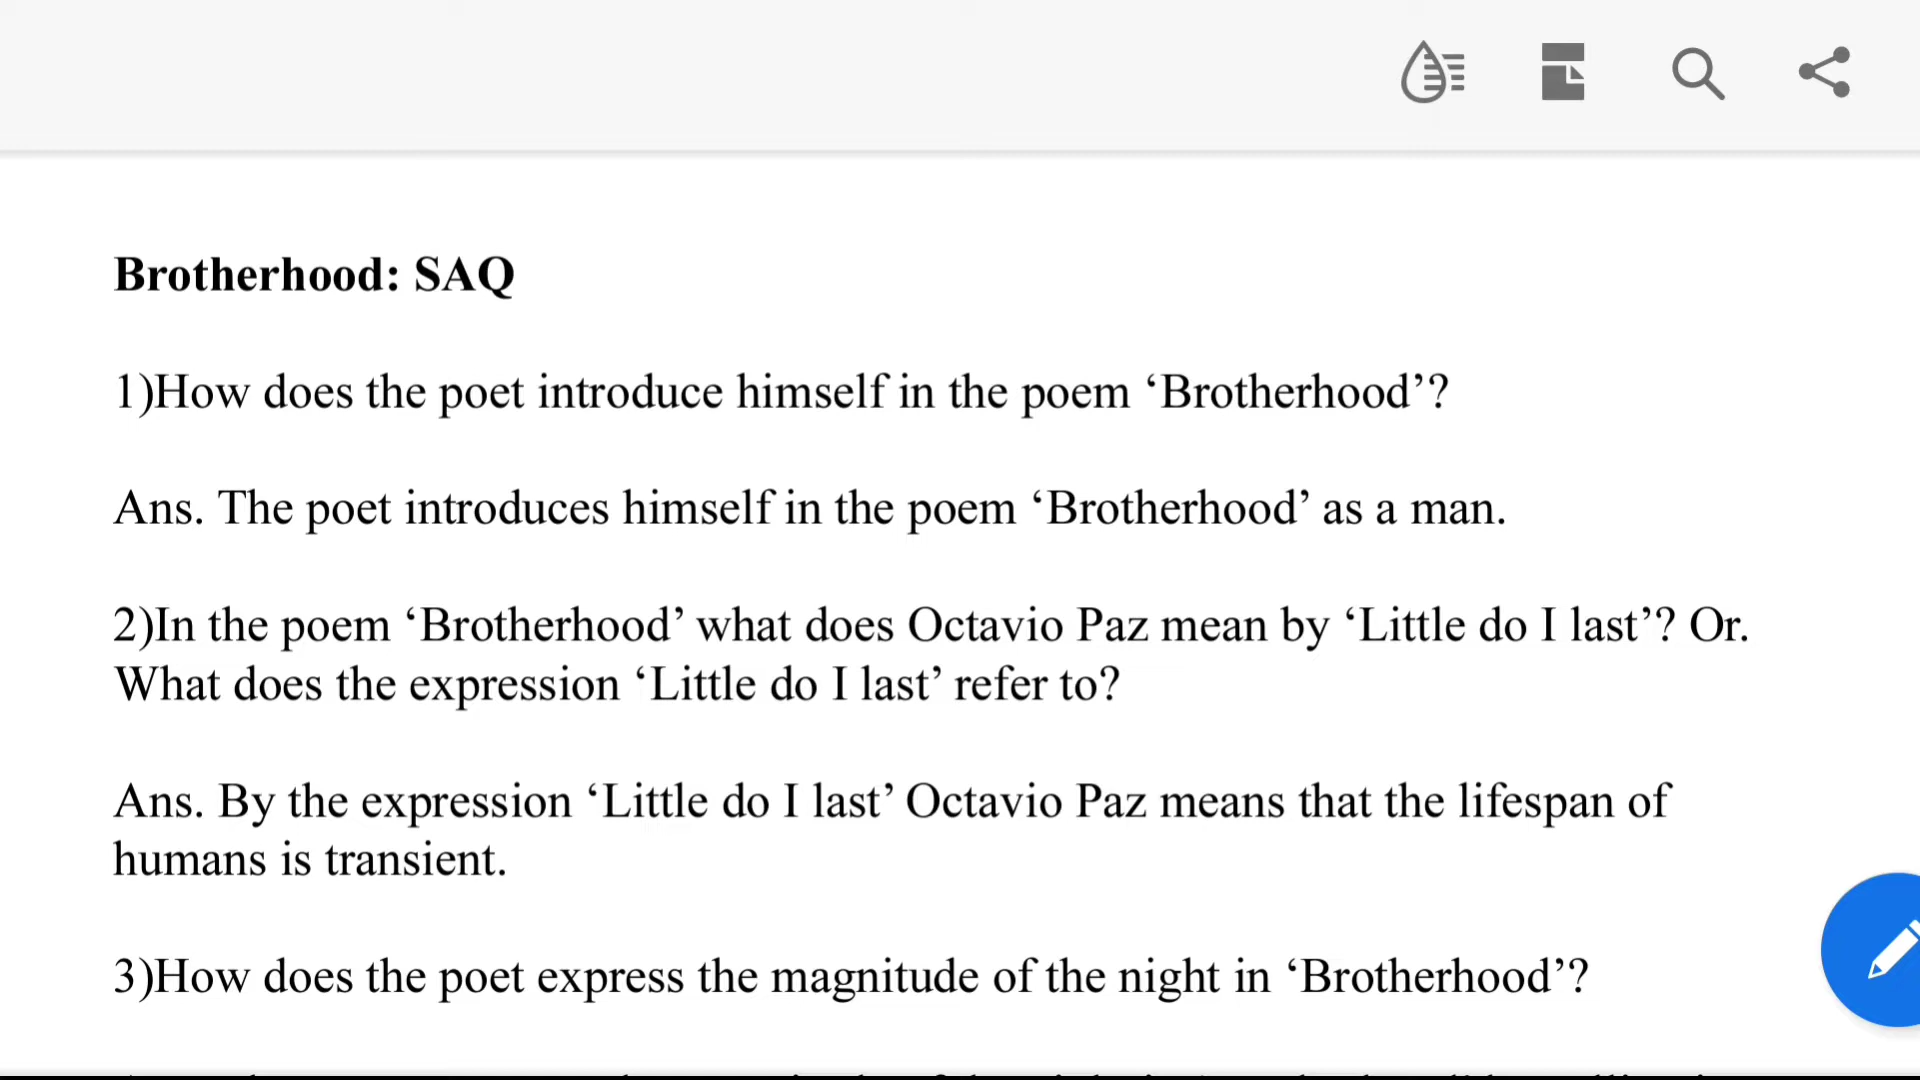 Brotherhood: SAQ
1)How does the poet introduce himself in the poem ‘Brotherhood’?
Ans. The poet introduces himself in the poem ‘Brotherhood’ as a man.
2)In the poem ‘Brotherhood’ what does Octavio Paz mean by ‘Little do I last’? Or.
What does the expression ‘Little do I last’ refer to?
Ans. By the expression ‘Little do I last’ Octavio Paz means that the lifespan of
humans is transient.
3)How does the poet express the magnitude of the night in ‘Brotherhood’?